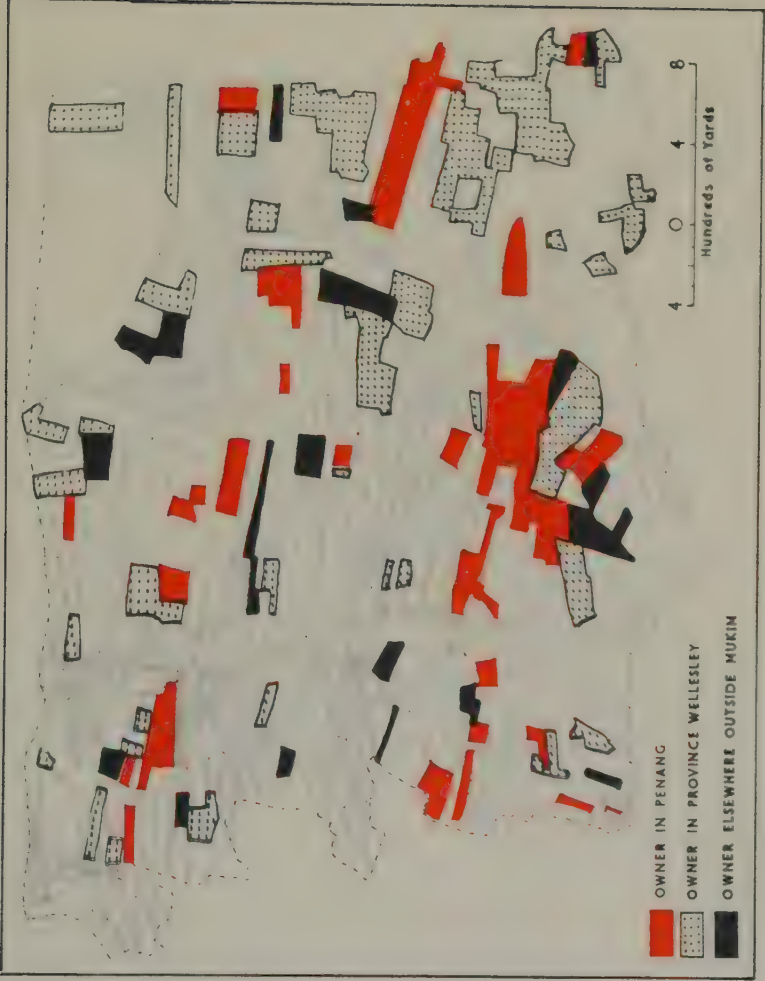 4 0 4 8
Hundreds of Yards
OWNER IN PENANG
OWNER IN PROVINCE WELLESLEY
OWNER ELSEWHERE OUTSIDE MUKIM